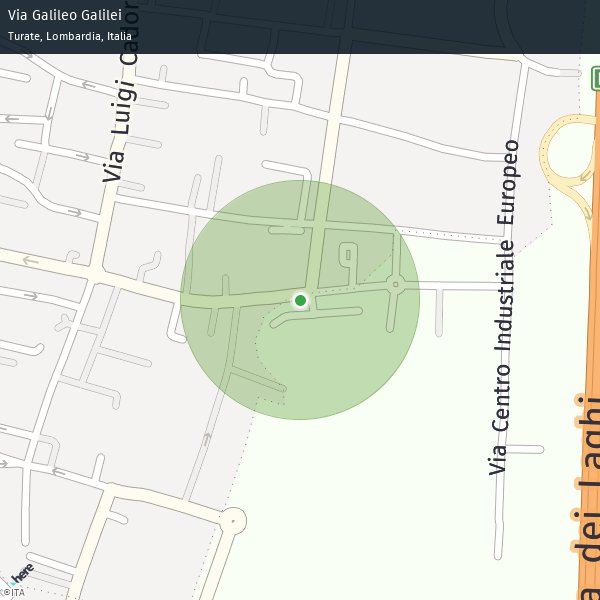 Via Galileo Galilei
Turate, Lombardia, Italia
Via Luigi Cador
Via Centro Industriale Europeo
dei Laghi
here
©ITA